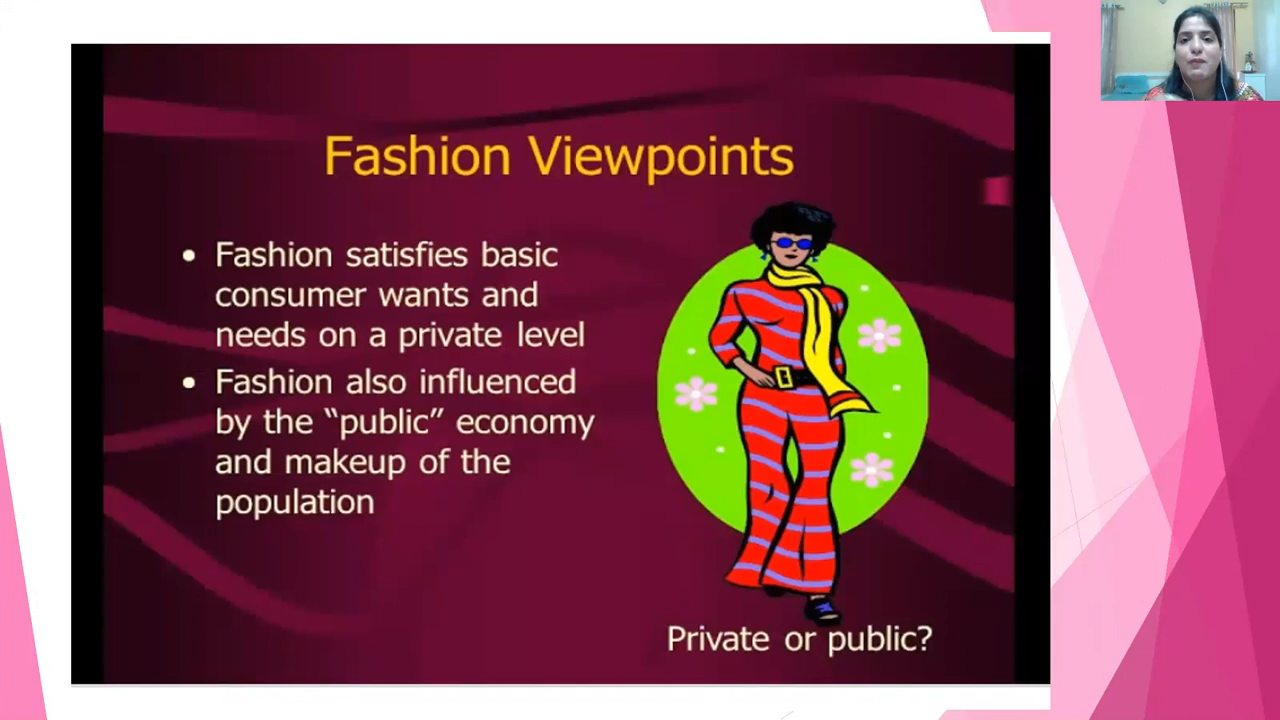 Fashion Viewpoints
• Fashion satisfies basic
consumer wants and
needs on a private level
• Fashion also influenced
by the “public” economy
and makeup of the
population
Private or public?